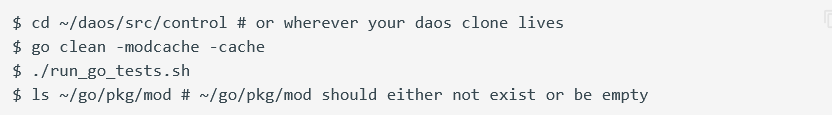 $ cd ~/daos/src/control # or wherever your daos clone lives
$ go clean -modcache -cache
$ ./run_go_tests.sh
$ ls ~/go/pkg/mod # ~/go/pkg/mod should either not exist or be empty